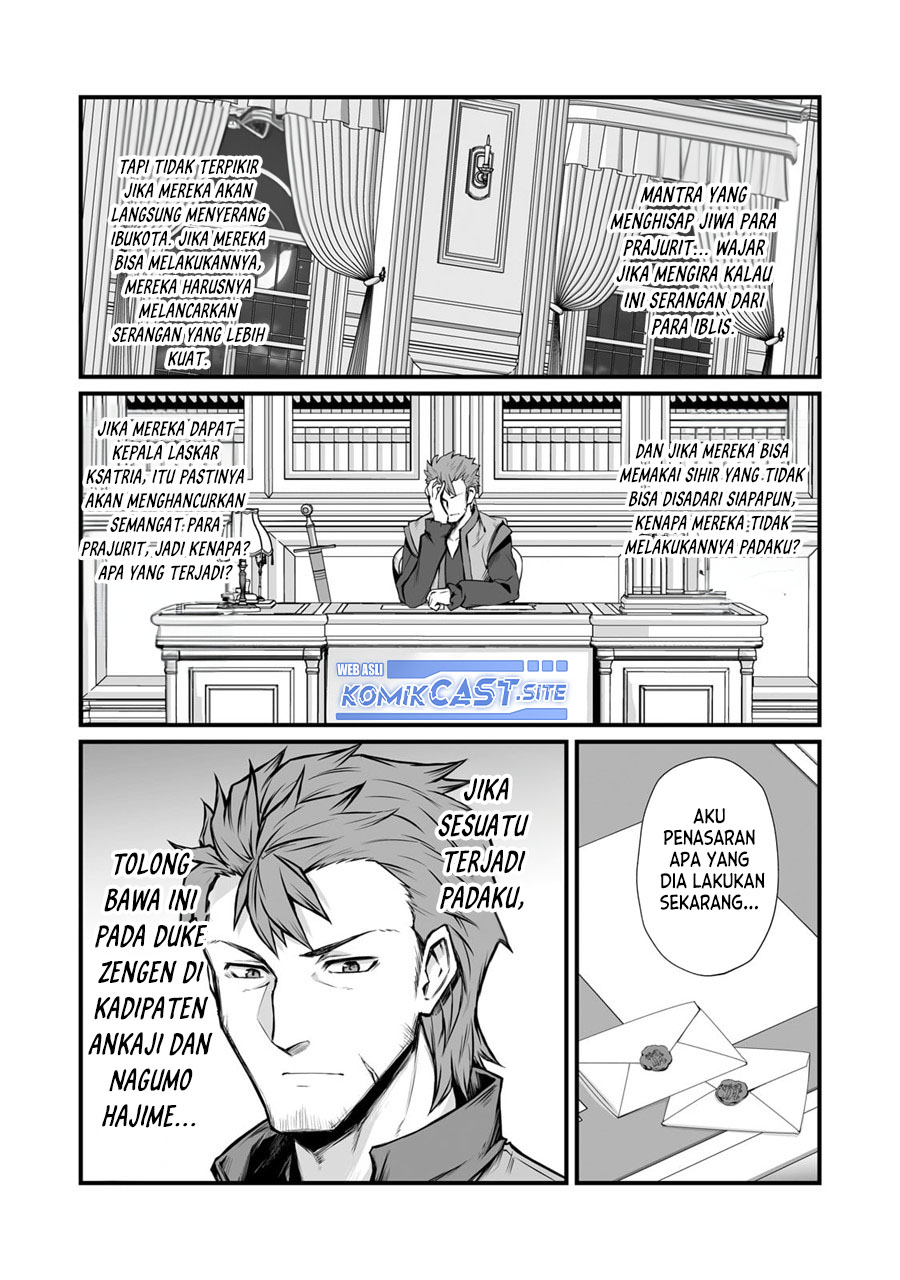 MANTRA YANG
MENGHISAP JIWA PARA
PRAJURIT... WAJAR
JIKA MENGIRA KALAU
INI SERANGAN DARI
PARA IBLIS.
TAPI TIDAK TERPIKIR
JIKA MEREKA AKAN
LANGSUNG MENYERANG
IBUKOTA. JIKA MEREKA
BISA MELAKUKANNYA,
MEREKA HARUSNYA
MELANCARKAN
SERANGAN YANG LEBIH
KUAT.
DAN JIKA MEREKA BISA
MEMAKAI SIHIR YANG TIDAK
BISA DISADARI SIAPAPUN,
KENAPA MEREKA TIDAK
MELAKUKANNYA PADAKU?
JIKA MEREKA DAPAT
KEPALA LASKAR
KSATRIA, ITU PASTINYA
AKAN MENGHANCURKAN
SEMANGAT PARA
PRAJURIT, JADI KENAPA?
APA YANG TERJADI?
WEB ASLI
KOMIKCAST.SITE
AKU
PENASARAN
APA YANG
DIA LAKUKAN
SEKARANG...
JIKA
SESUATU
TERJADI
PADAKU,
TOLONG
BAWA INI
PADA DUKE
ZENGEN DI
KADIPATEN
ANKAJI DAN
NAGUMO
HAJIME...